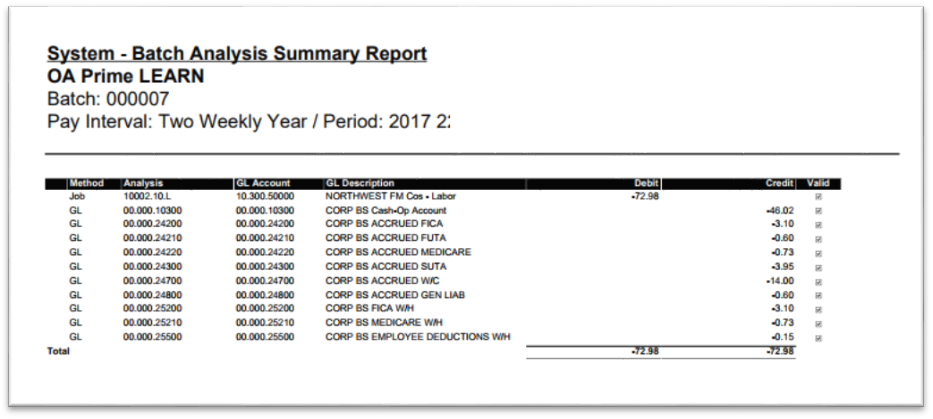 System - Batch Analysis Summary Report
OA Prime LEARN
Batch: 000007
Pay Interval: Two Weekly Year / Period: 2017
Method Analysis GL Account GL Description Debit Credit Valid
Job 10002.10.L 10.300.50000 NORTHWEST FM Cos - Labor -72.98
GL 00.000.10300 00.000.10300 CORP BS Cash-Op Account -46.02
GL 00.000.24200 00.000.24200 CORP BS ACCRUED FICA -3.10
GL 00.000.24210 00.000.24210 CORP BS ACCRUED FUTA -0.60
GL 00.000.24220 00.000.24220 CORP BS ACCRUED MEDICARE -0.73
GL 00.000.24300 00.000.24300 CORP BS ACCRUED SUTA -3.95
GL 00.000.24700 00.000.24700 CORP BS ACCRUED W/C -14.00
GL 00.000.24800 00.000.24800 CORP BS ACCRUED GEN LIAB -0.60
GL 00.000.25200 00.000.25200 CORP BS FICA W/H -3.10
GL 00.000.25210 00.000.25210 CORP BS MEDICARE W/H -0.73
GL 00.000.25500 00.000.25500 CORP BS EMPLOYEE DEDUCTIONS W/H -0.15
Total -72.98 -72.98